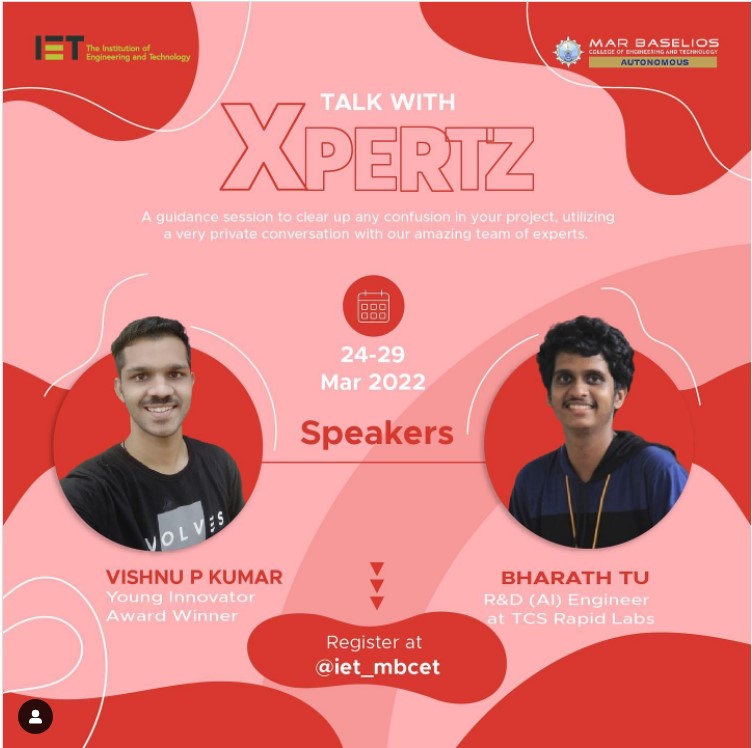 IET The Institution of
Engineering and Technology
MAR BASELIOS
COLLEGE OF ENGINEERING AND TECHNOLOGY
AUTONOMOUS
TALK WITH
XPERTZ
A guidance session to clear up any confusion in your project, utilizing
a very private conversation with our amazing team of experts.
24-29
Mar 2022
Speakers
VOLVES
VISHNU P KUMAR
Young Innovator
Award Winner
BHARATH TU
R&D (AI) Engineer
at TCS Rapid Labs
Register at
@iet_mbcet